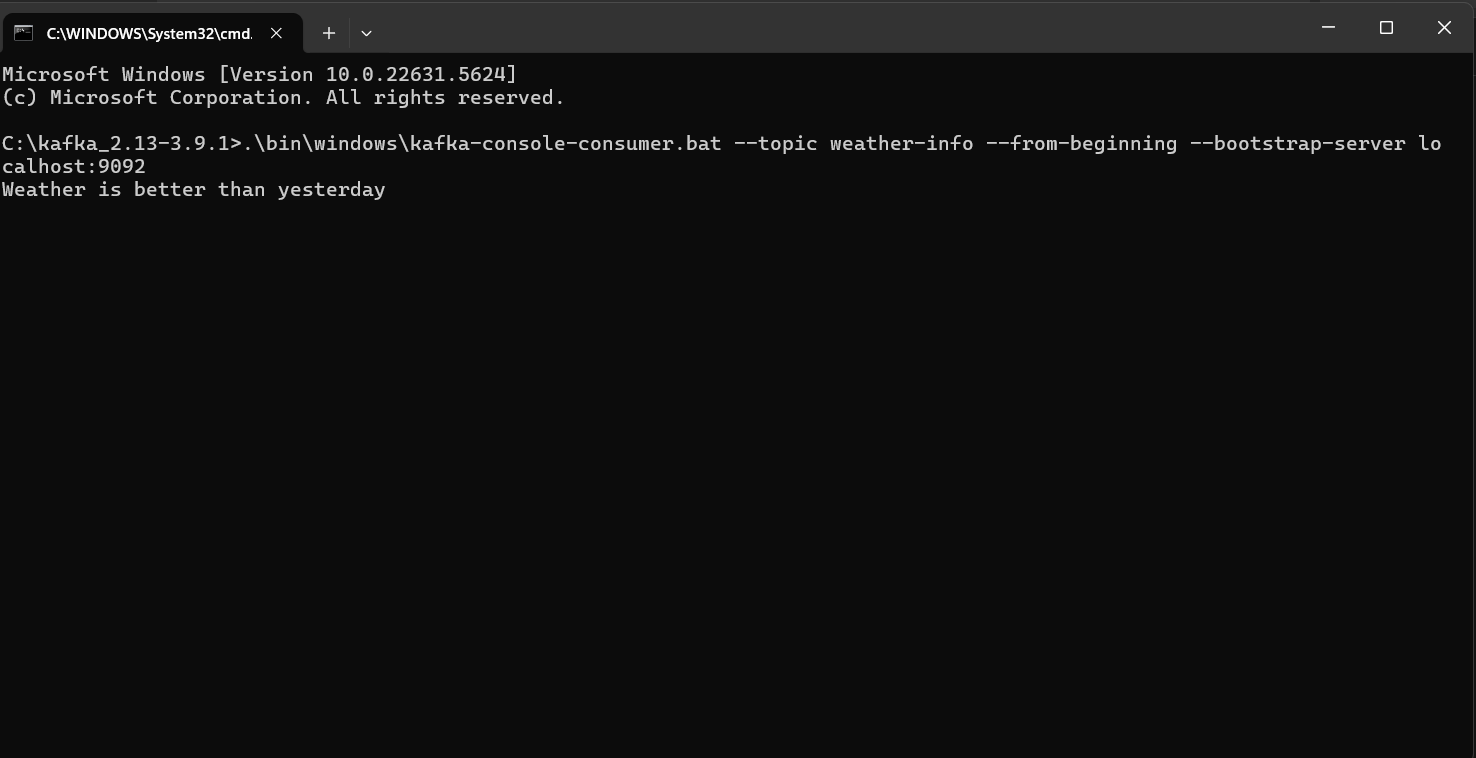 C:\WINDOWS\System32\cmd.
Microsoft Windows [Version 10.0.22631.5624]
(c) Microsoft Corporation. All rights reserved.
C:\kafka_2.13-3.9.1>.\bin\windows\kafka-console-consumer.bat --topic weather-info --from-beginning --bootstrap-server lo
calhost:9092
Weather is better than yesterday